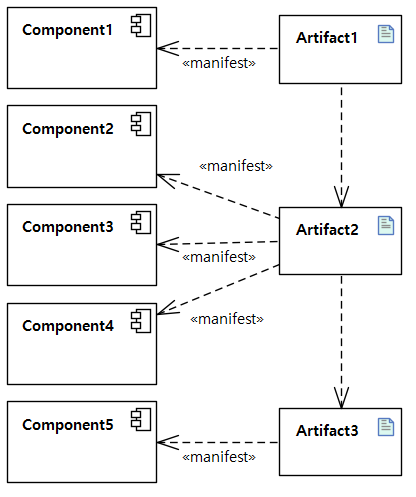 Component1
Artifact1
«manifest»
Component2
«manifest»
Component3
Artifact2
«manifest»
Component4
«manifest»
Component5
Artifact3
«manifest»